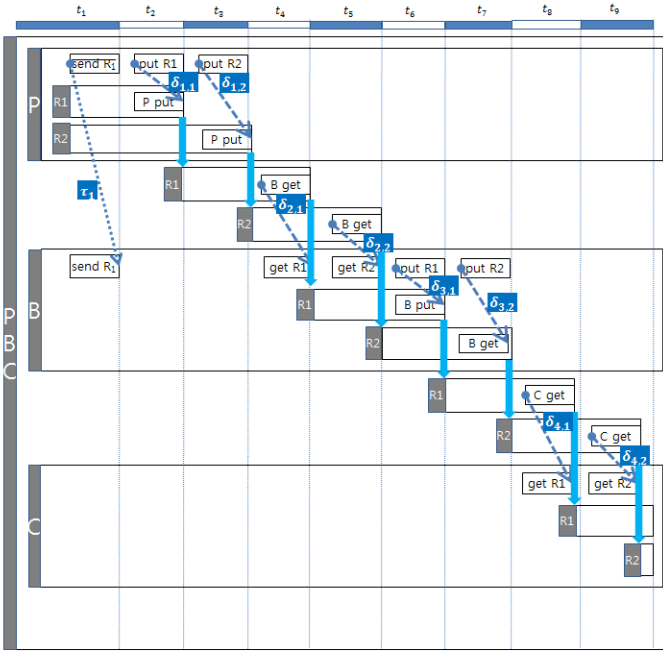 t₁ t₂ t₃ t₄ t₅ t₆ t₇ t₈ t₉
send R₁ put R1 put R2
δ₁,₁ δ₁,₂
P
R1 P put
R2 P put
τ₁
R1 B get
δ₂,₁
R2 B get
δ₂,₂
send R₁ get R1 get R2 put R1 put R2
δ₃,₁
δ₃,₂
B
R1 B put
R2 B get
P
B
C
R1 C get
δ₄,₁
R2 C get
δ₄,₂
get R1 get R2
C
R1
R2